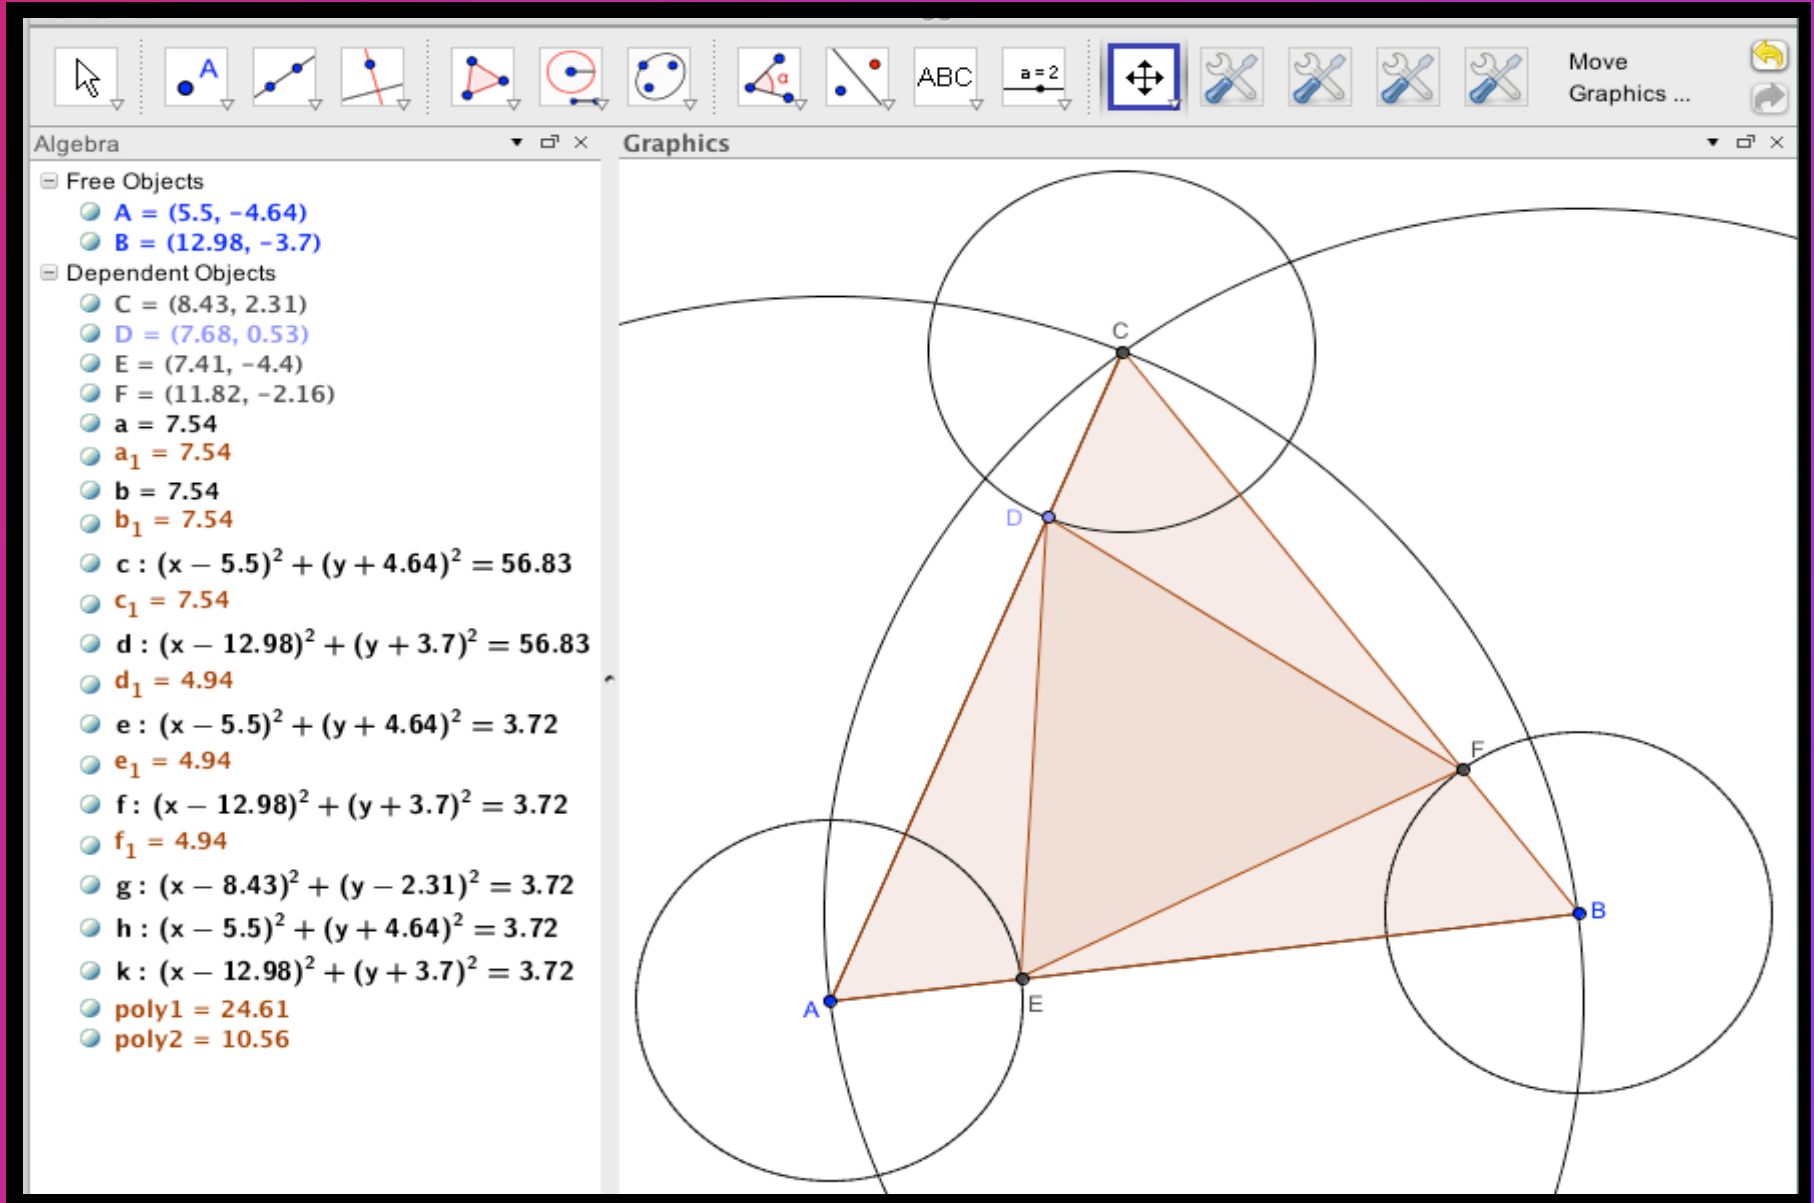 A
α
ABC
a = 2
Move
Graphics ...
Algebra
Graphics
Free Objects
A = (5.5, −4.64)
B = (12.98, −3.7)
Dependent Objects
C = (8.43, 2.31)
D = (7.68, 0.53)
E = (7.41, −4.4)
F = (11.82, −2.16)
a = 7.54
a₁ = 7.54
b = 7.54
b₁ = 7.54
c : (x − 5.5)² + (y + 4.64)² = 56.83
c₁ = 7.54
d : (x − 12.98)² + (y + 3.7)² = 56.83
d₁ = 4.94
e : (x − 5.5)² + (y + 4.64)² = 3.72
e₁ = 4.94
f : (x − 12.98)² + (y + 3.7)² = 3.72
f₁ = 4.94
g : (x − 8.43)² + (y − 2.31)² = 3.72
h : (x − 5.5)² + (y + 4.64)² = 3.72
k : (x − 12.98)² + (y + 3.7)² = 3.72
poly1 = 24.61
poly2 = 10.56
C
D
F
B
A
E